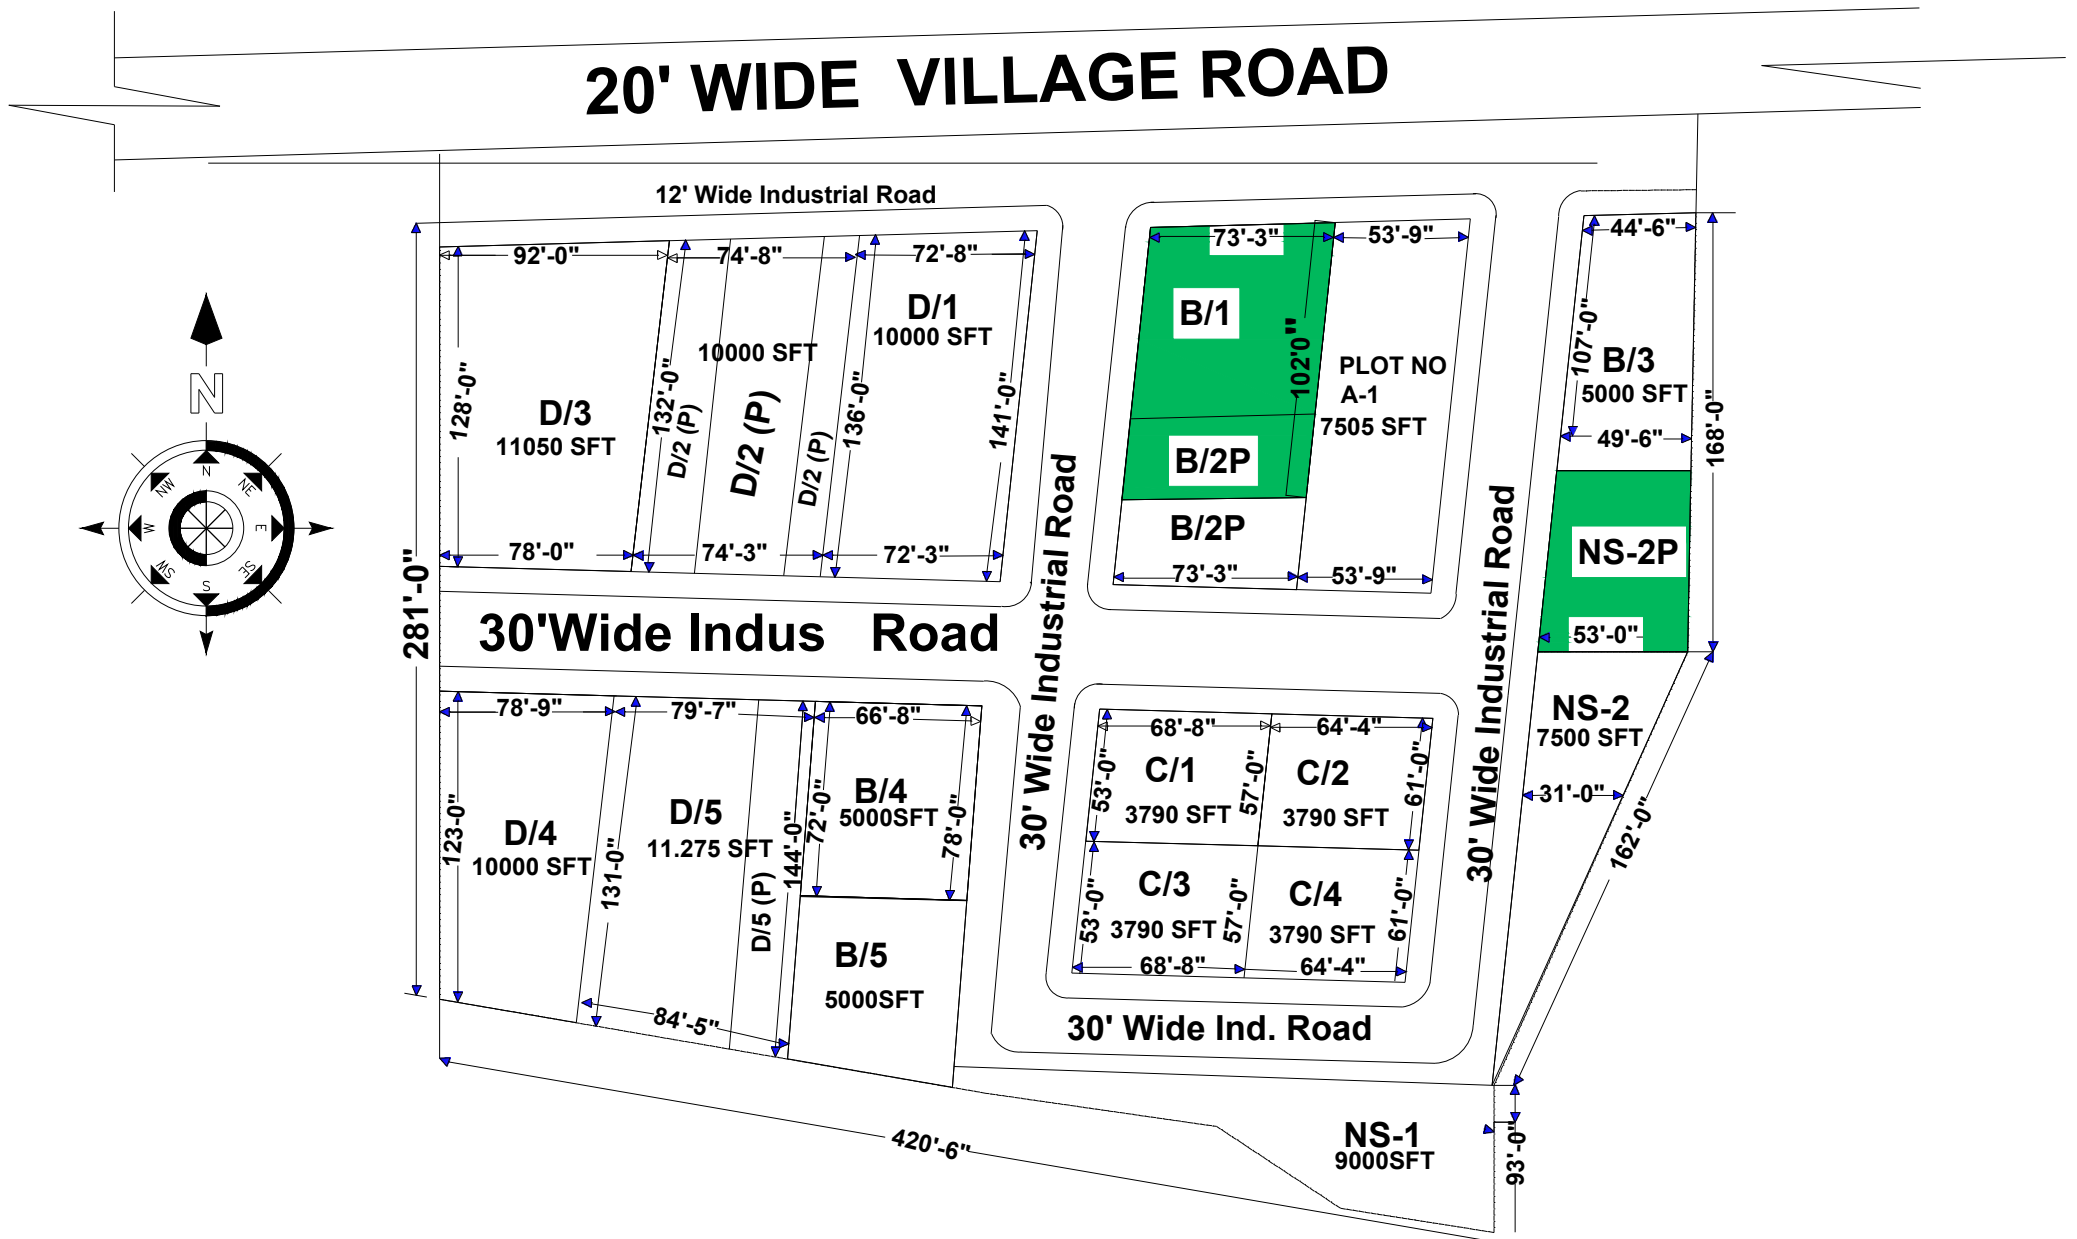 20' WIDE VILLAGE ROAD
12' Wide Industrial Road
92'-0"
74'-8"
72'-8"
73'-3"
53'-9"
44'-6"
D/1
10000 SFT
B/1
107'-0"
10000 SFT
102'0"
PLOT NO
A-1
7505 SFT
B/3
5000 SFT
N
128'-0"
D/3
11050 SFT
132'-0"
D/2 (P)
D/2 (P)
D/2 (P)
136'-0"
141'-0"
49'-6"
168'-0"
B/2P
N
NE
E
SE
S
SW
W
NW
B/2P
NS-2P
78'-0"
74'-3"
72'-3"
73'-3"
53'-9"
281'-0"
30'Wide Indus Road
30' Wide Industrial Road
30' Wide Industrial Road
53'-0"
78'-9"
79'-7"
66'-8"
68'-8"
64'-4"
NS-2
7500 SFT
123-0"
D/4
10000 SFT
131-0"
D/5
11.275 SFT
D/5 (P)
144'-0"
72'-0"
B/4
5000SFT
78'-0"
53'-0"
C/1
3790 SFT
57'-0"
C/2
3790 SFT
61'-0"
31'-0"
162'-0"
53'-0"
C/3
3790 SFT
57'-0"
C/4
3790 SFT
61'-0"
B/5
5000SFT
68'-8"
64'-4"
84'-5"
30' Wide Ind. Road
420'-6"
NS-1
9000SFT
93'-0"